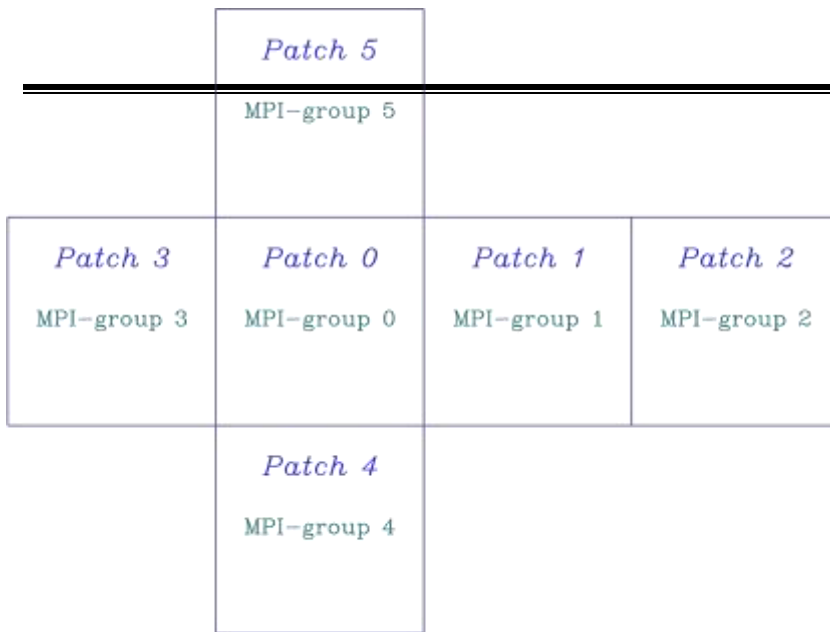 Patch 5
MPI-group 5
Patch 3
Patch 0
Patch 1
Patch 2
MPI-group 3
MPI-group 0
MPI-group 1
MPI-group 2
Patch 4
MPI-group 4